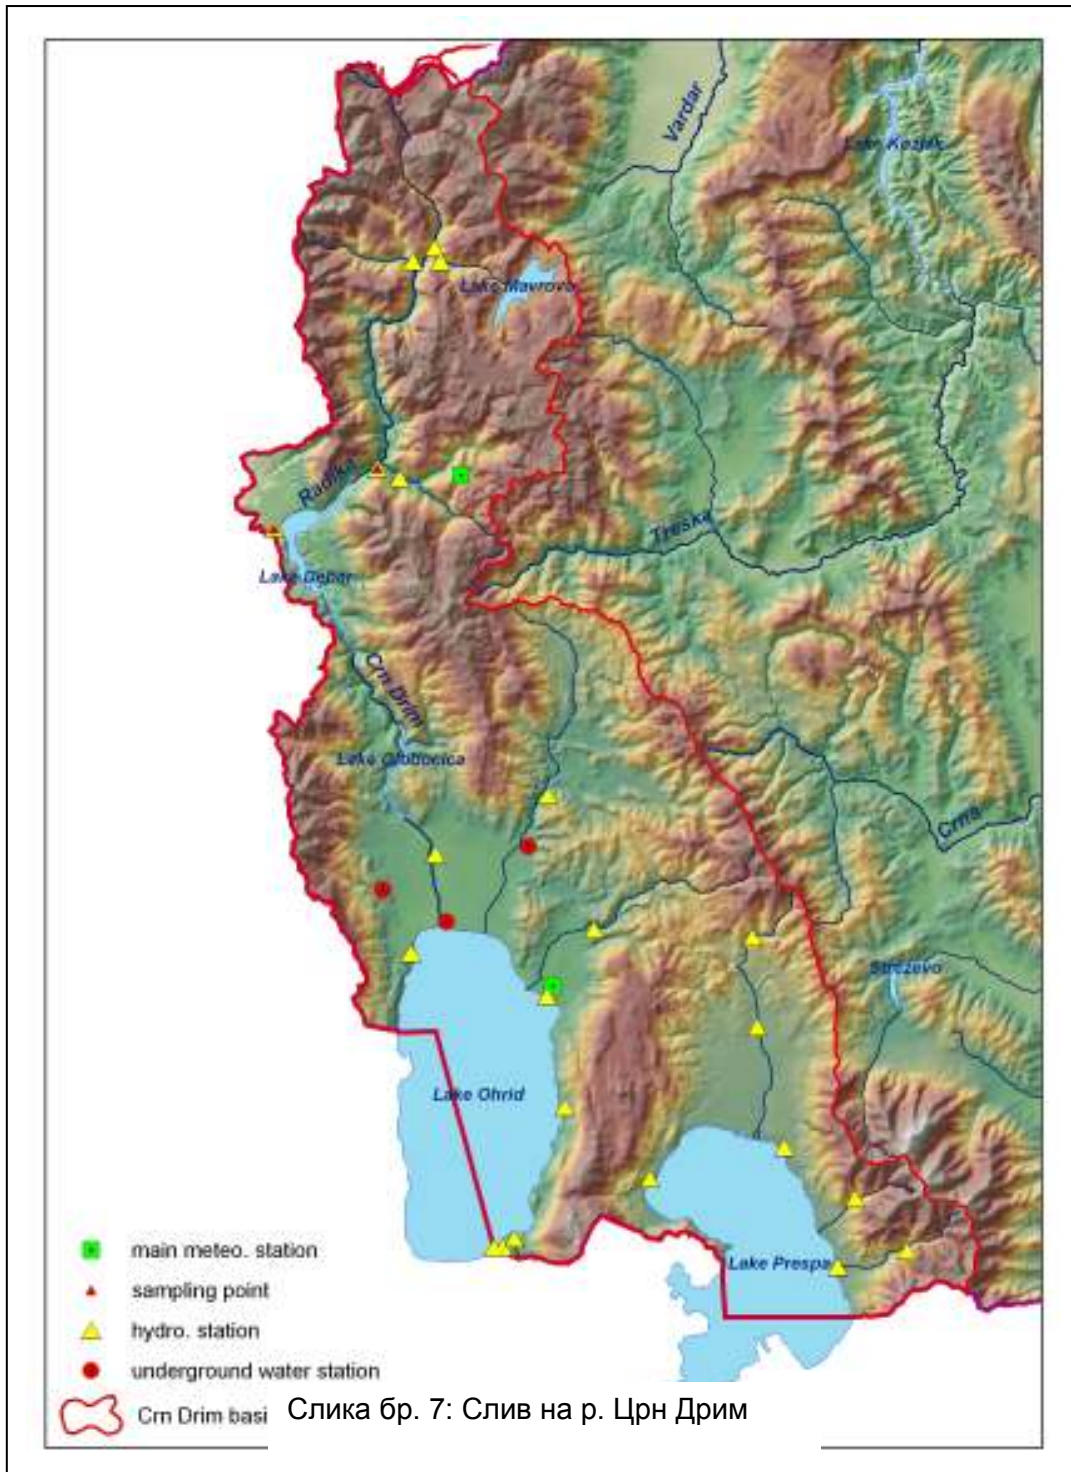 Vardar
Lake Kozjak
Lake Mavrovo
Radika
Treska
Lake Debar
Crn Drim
Lake Globocica
Crna
Strezevo
Lake Ohrid
Lake Prespa
main meteo. station
sampling point
hydro. station
underground water station
Crn Drim basi
Слика бр. 7: Слив на р. Црн Дрим